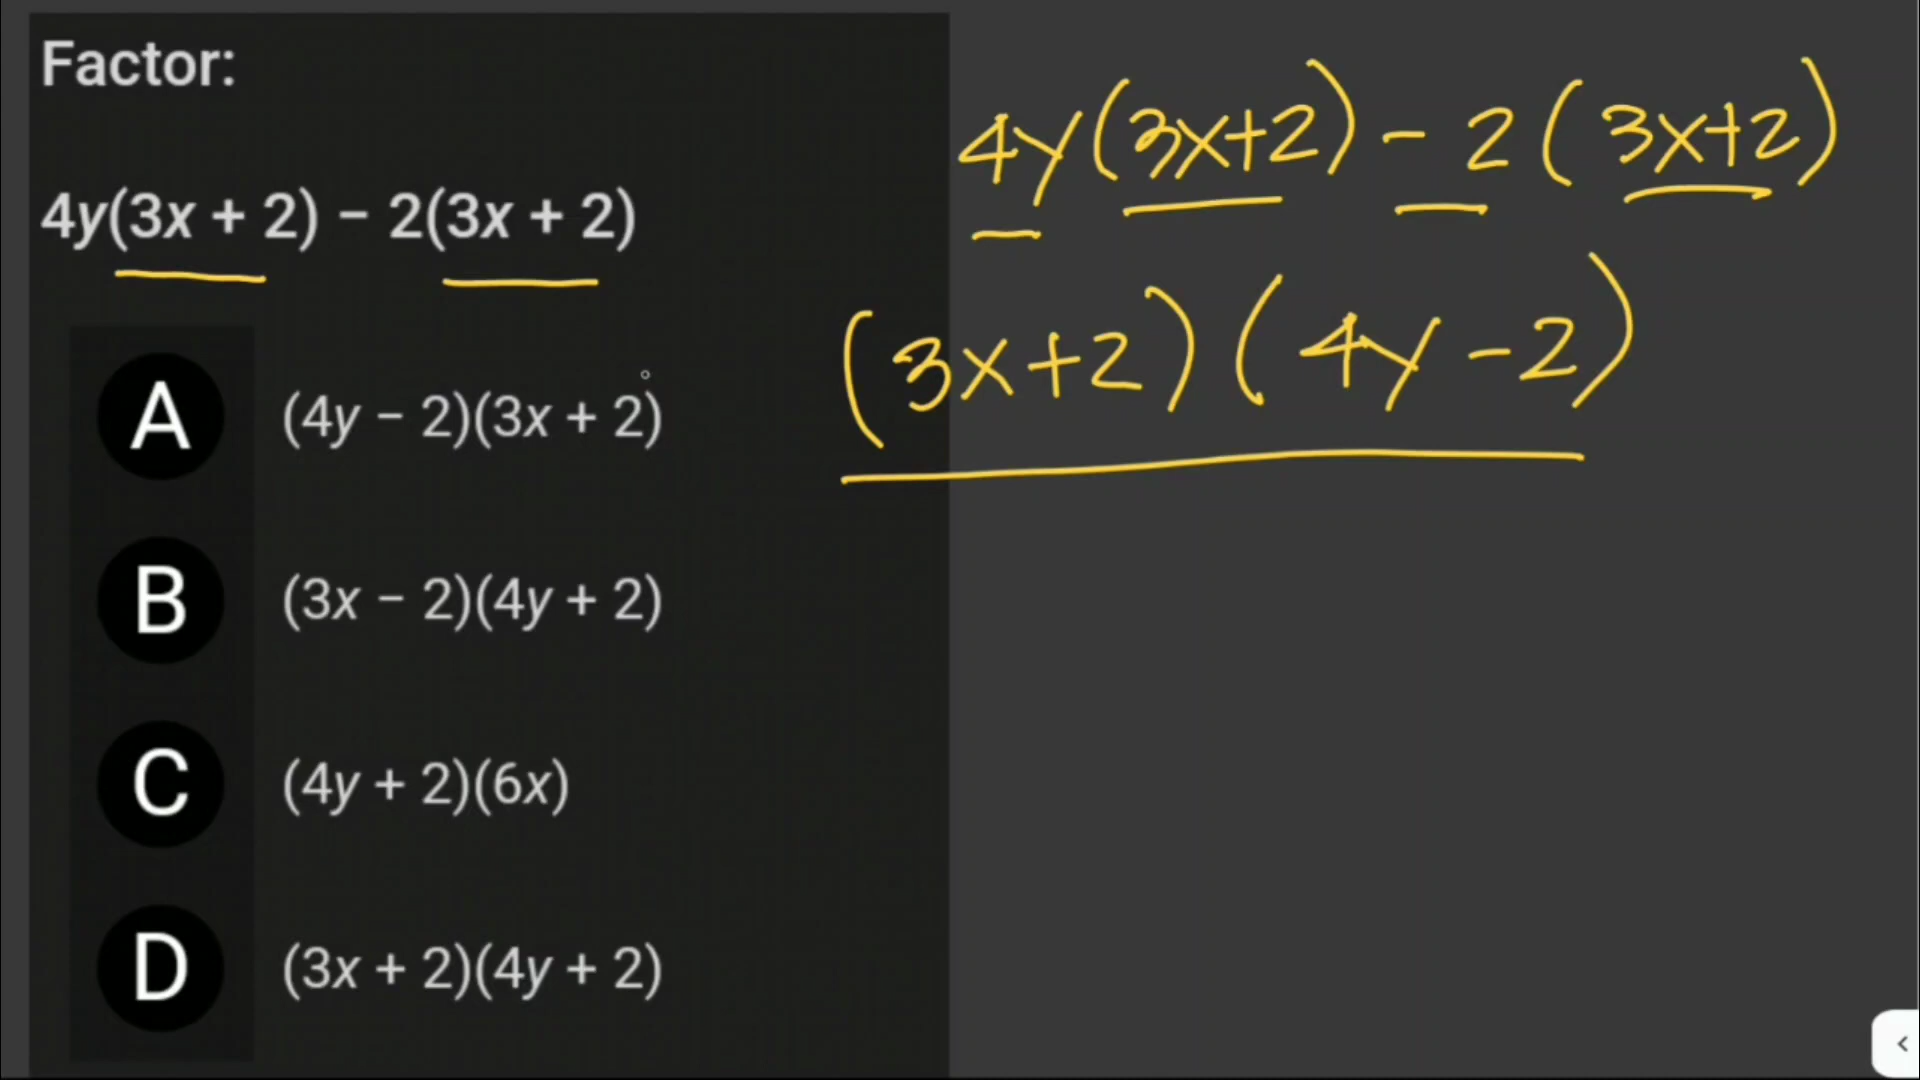 Factor:
4y(3x + 2) − 2(3x + 2)
A (4y − 2)(3x + 2)
B (3x − 2)(4y + 2)
C (4y + 2)(6x)
D (3x + 2)(4y + 2)
4y(3x+2) - 2(3x+2)
(3x+2)(4y-2)
<